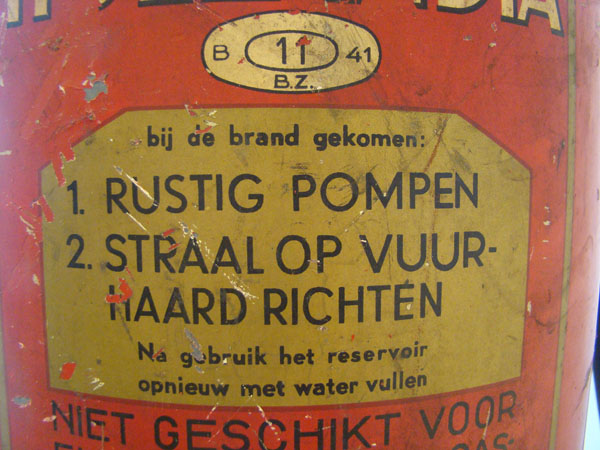 B 11 41
B.Z.
bij de brand gekomen:
1. RUSTIG POMPEN
2. STRAAL OP VUUR-
HAARD RICHTEN
Na gebruik het reservoir
opnieuw met water vullen
NIET GESCHIKT VOOR